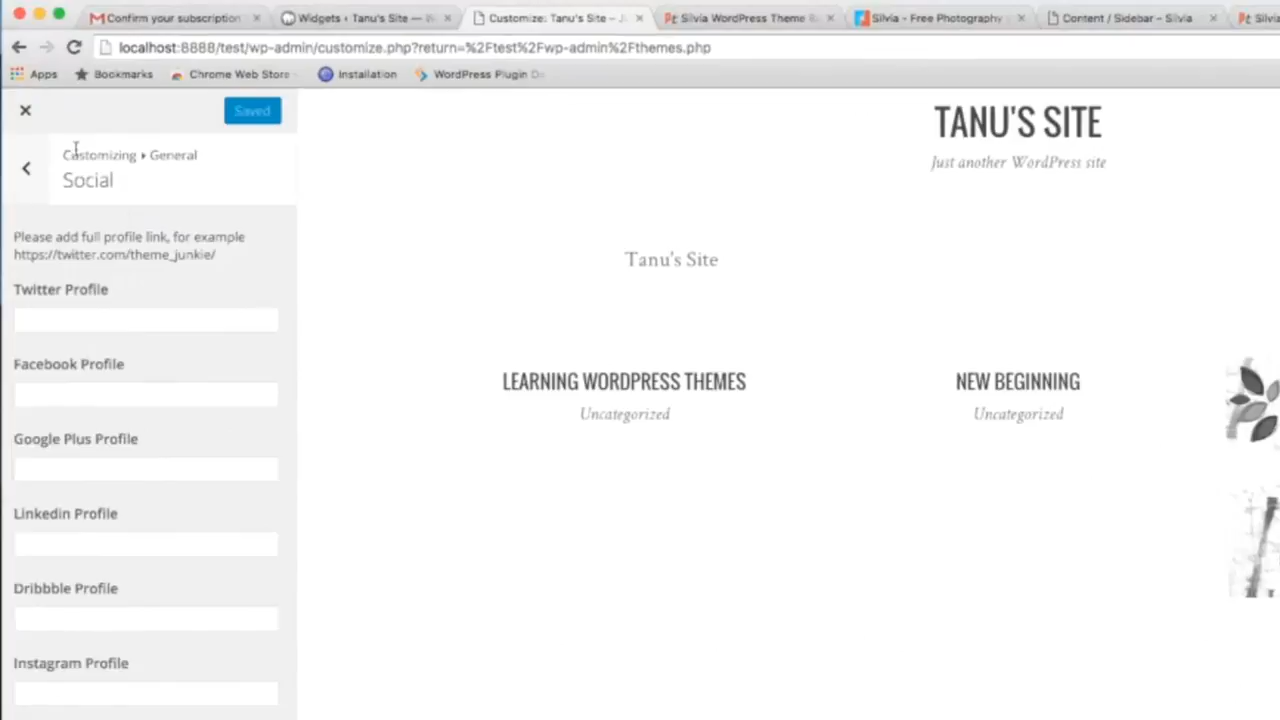 Confirm your subscription
Widgets ‹ Tanu's Site —
Customize: Tanu's Site –
Silvia WordPress Theme
Silvia - Free Photography
Content / Sidebar – Silvia
Silvia
localhost:8888/test/wp-admin/customize.php?return=%2Ftest%2Fwp-admin%2Fthemes.php
Apps
Bookmarks
Chrome Web Store
Installation
WordPress Plugin
Saved
Customizing ▸ General
Social
Please add full profile link, for example
https://twitter.com/theme_junkie/
Twitter Profile
Facebook Profile
Google Plus Profile
Linkedin Profile
Dribbble Profile
Instagram Profile
TANU'S SITE
Just another WordPress site
Tanu's Site
LEARNING WORDPRESS THEMES
Uncategorized
NEW BEGINNING
Uncategorized